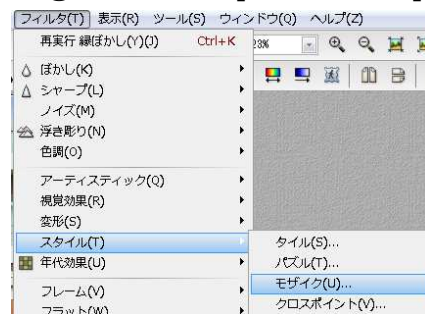 フィルタ(T) 表示(R) ツール(S) ウィンドウ(Q) ヘルプ(Z)
再実行 縁ぼかし(Y)(J) Ctrl+K
ぼかし(K)
シャープ(L)
ノイズ(M)
浮き彫り(N)
色調(O)
アーティスティック(Q)
視覚効果(R)
変形(S)
スタイル(T)
タイル(S)...
年代効果(U)
パズル(T)...
モザイク(U)...
フレーム(V)
クロスポイント(V)...
フラット(W)